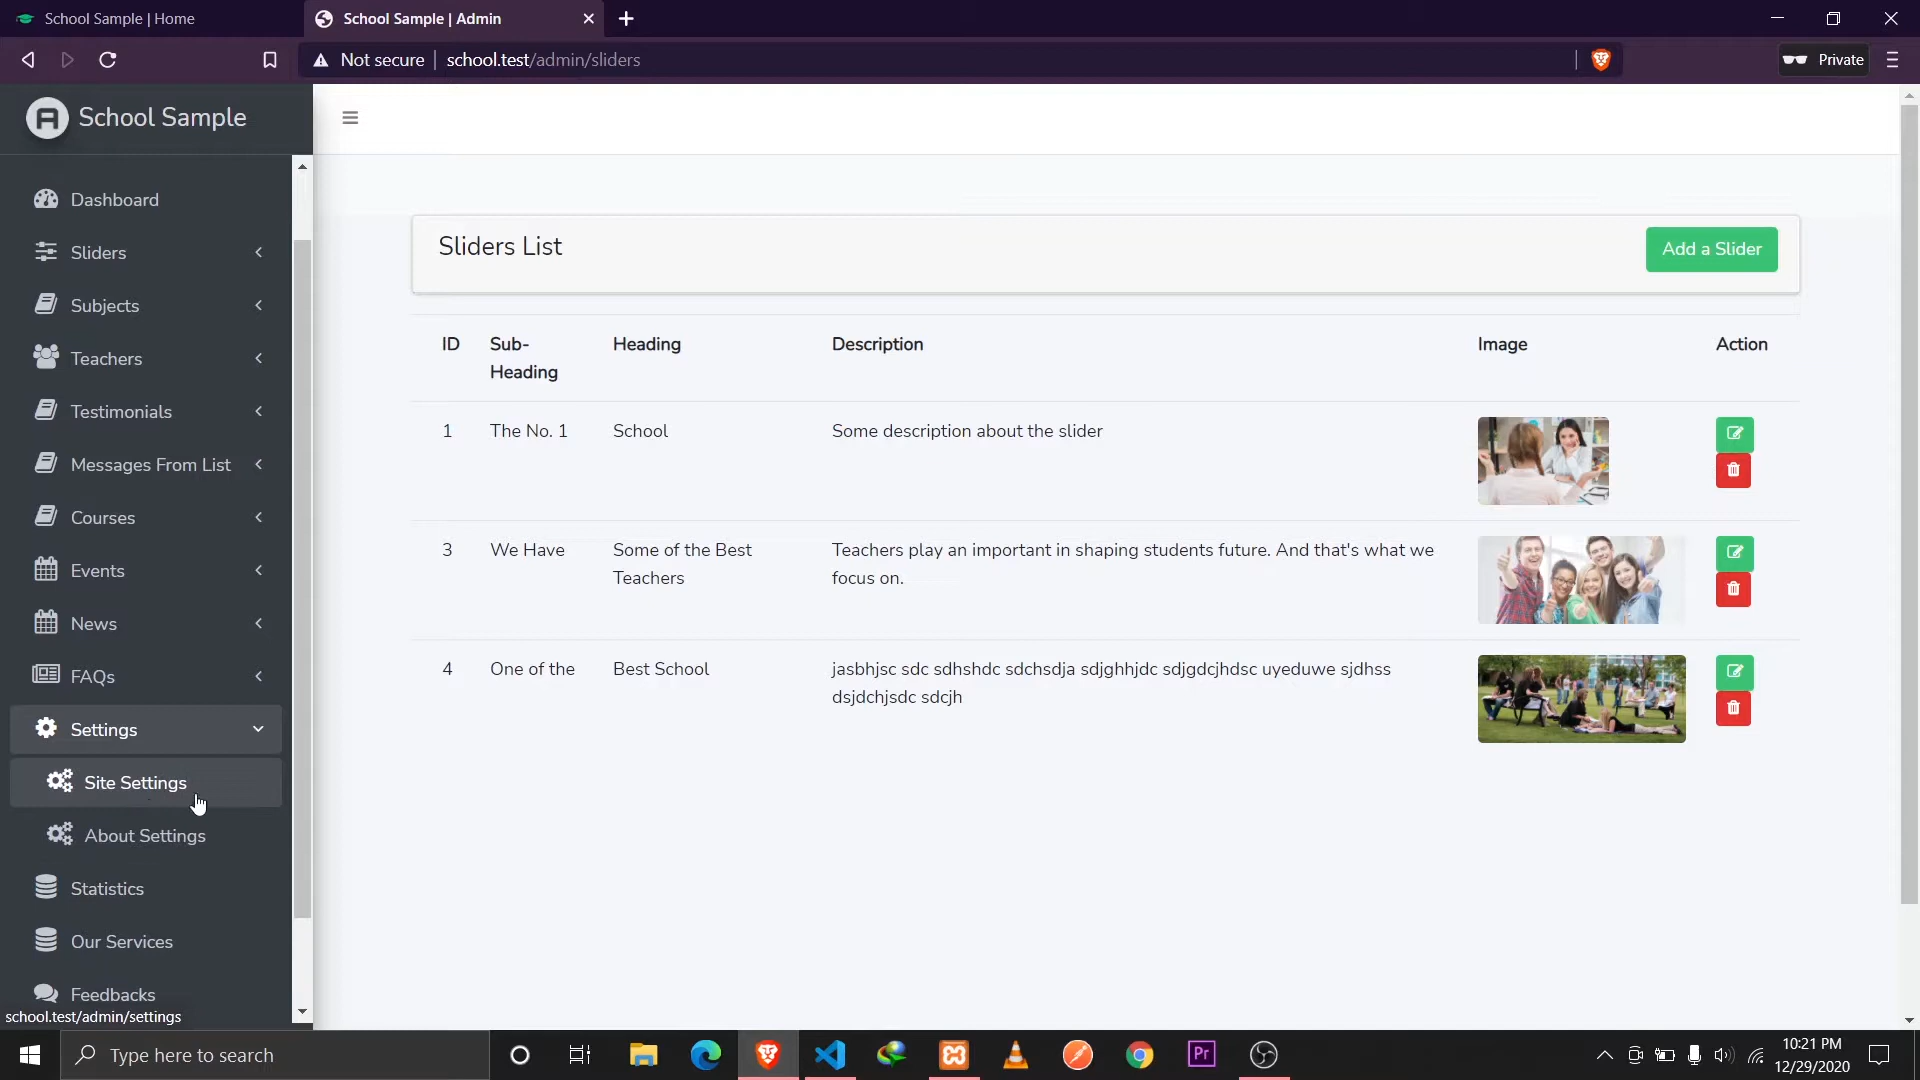 School Sample | Home
School Sample | Admin
Not secure
school.test/admin/sliders
Private
School Sample
Dashboard
Sliders
Subjects
Teachers
Testimonials
Messages From List
Courses
Events
News
FAQs
Settings
Site Settings
About Settings
Statistics
Our Services
Feedbacks
school.test/admin/settings
Sliders List
Add a Slider
ID
Sub-
Heading
Heading
Description
Image
Action
1
The No. 1
School
Some description about the slider
3
We Have
Some of the Best
Teachers
Teachers play an important in shaping students future. And that's what we
focus on.
4
One of the
Best School
jasbhjsc sdc sdhshdc sdchsdja sdjghhjdc sdjgdcjhdsc uyeduwe sjdhss
dsjdchjsdc sdcjh
Type here to search
Pr
10:21 PM
12/29/2020